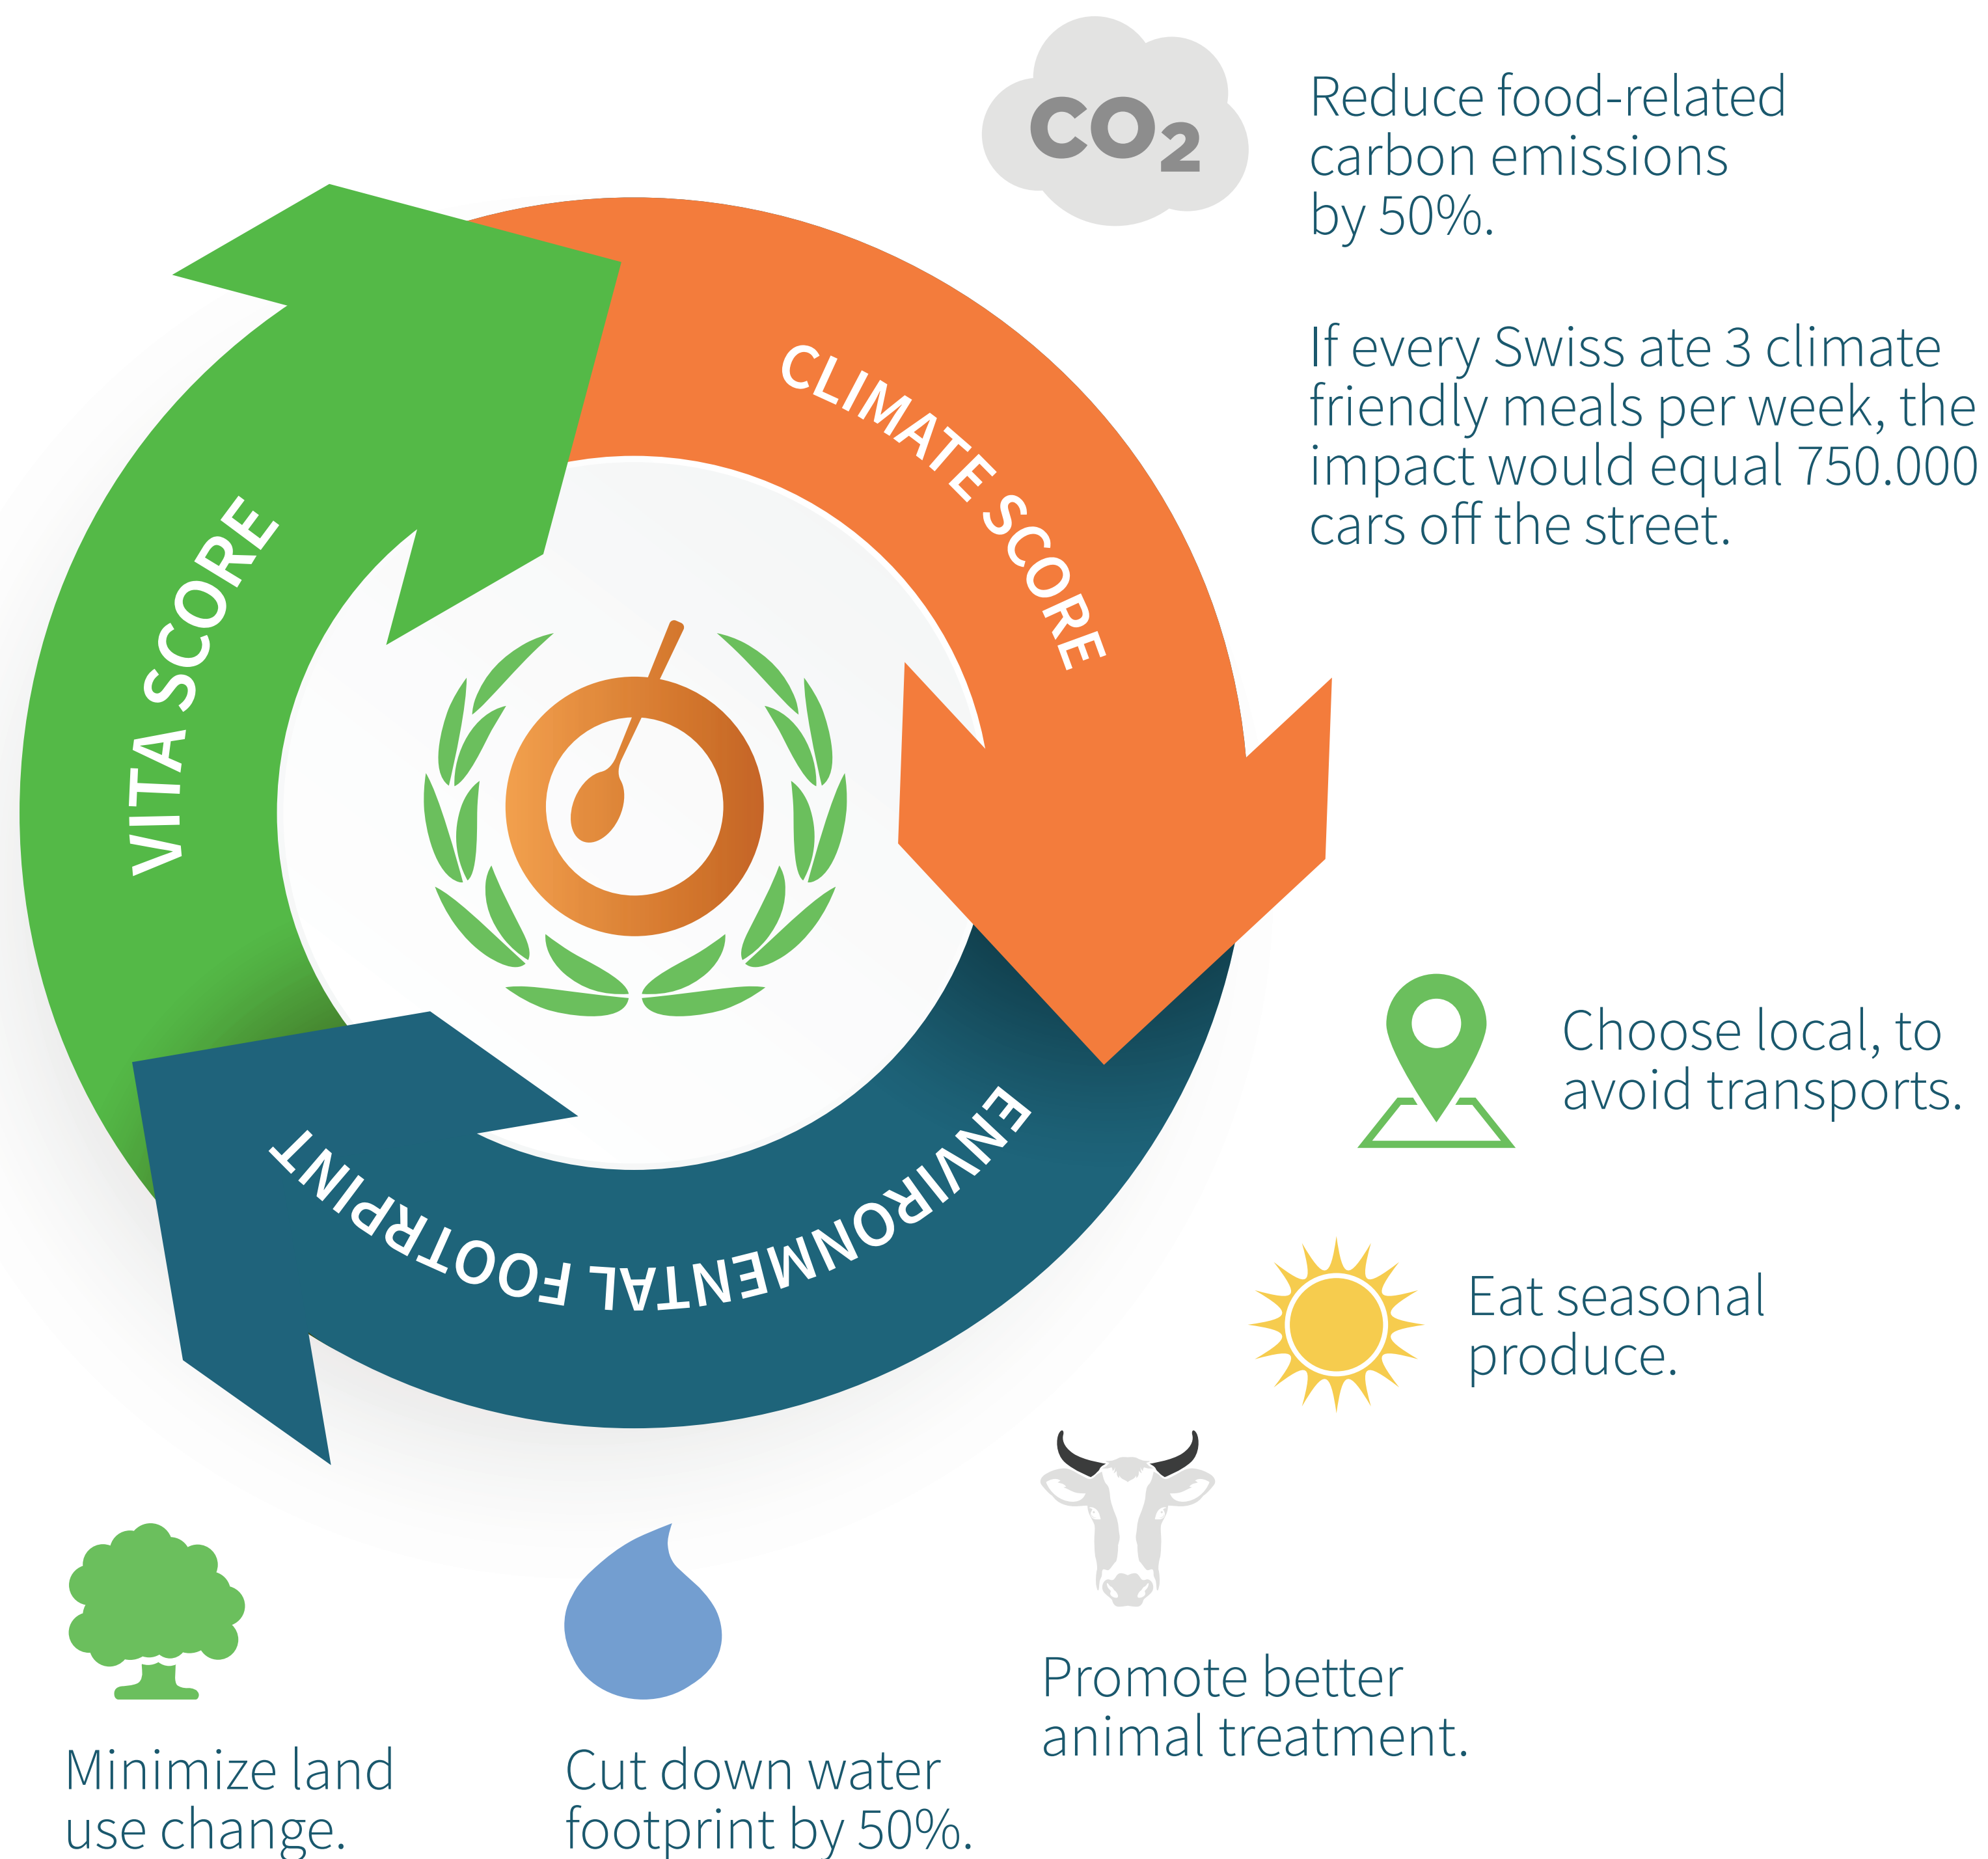 CO2
Reduce food-related
carbon emissions
by 50%.
If every Swiss ate 3 climate
friendly meals per week, the
impact would equal 750.000
cars off the street.
CLIMATE SCORE
VITA SCORE
ENVIRONMENTAL FOOTRPINT
Choose local, to
avoid transports.
Eat seasonal
produce.
Promote better
animal treatment.
Cut down water
footprint by 50%.
Minimize land
use change.